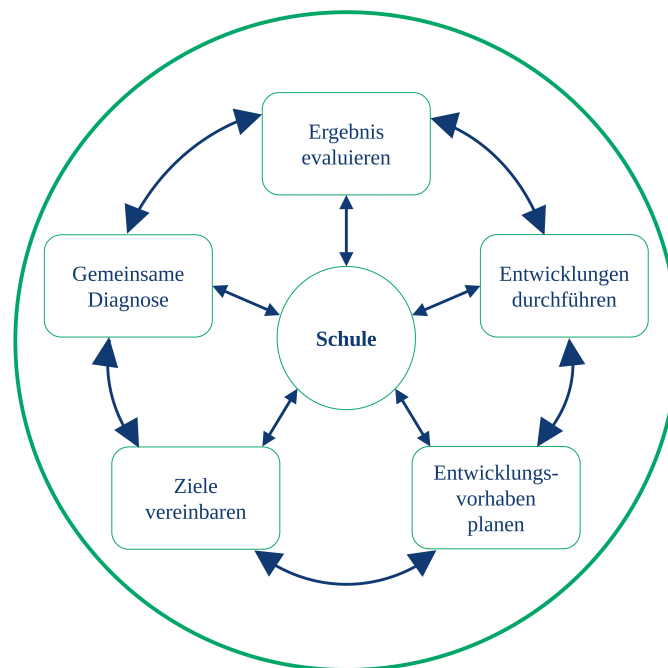 Ergebnis
evaluieren
Gemeinsame
Diagnose
Entwicklungen
durchführen
Schule
Ziele
vereinbaren
Entwicklungs-
vorhaben
planen